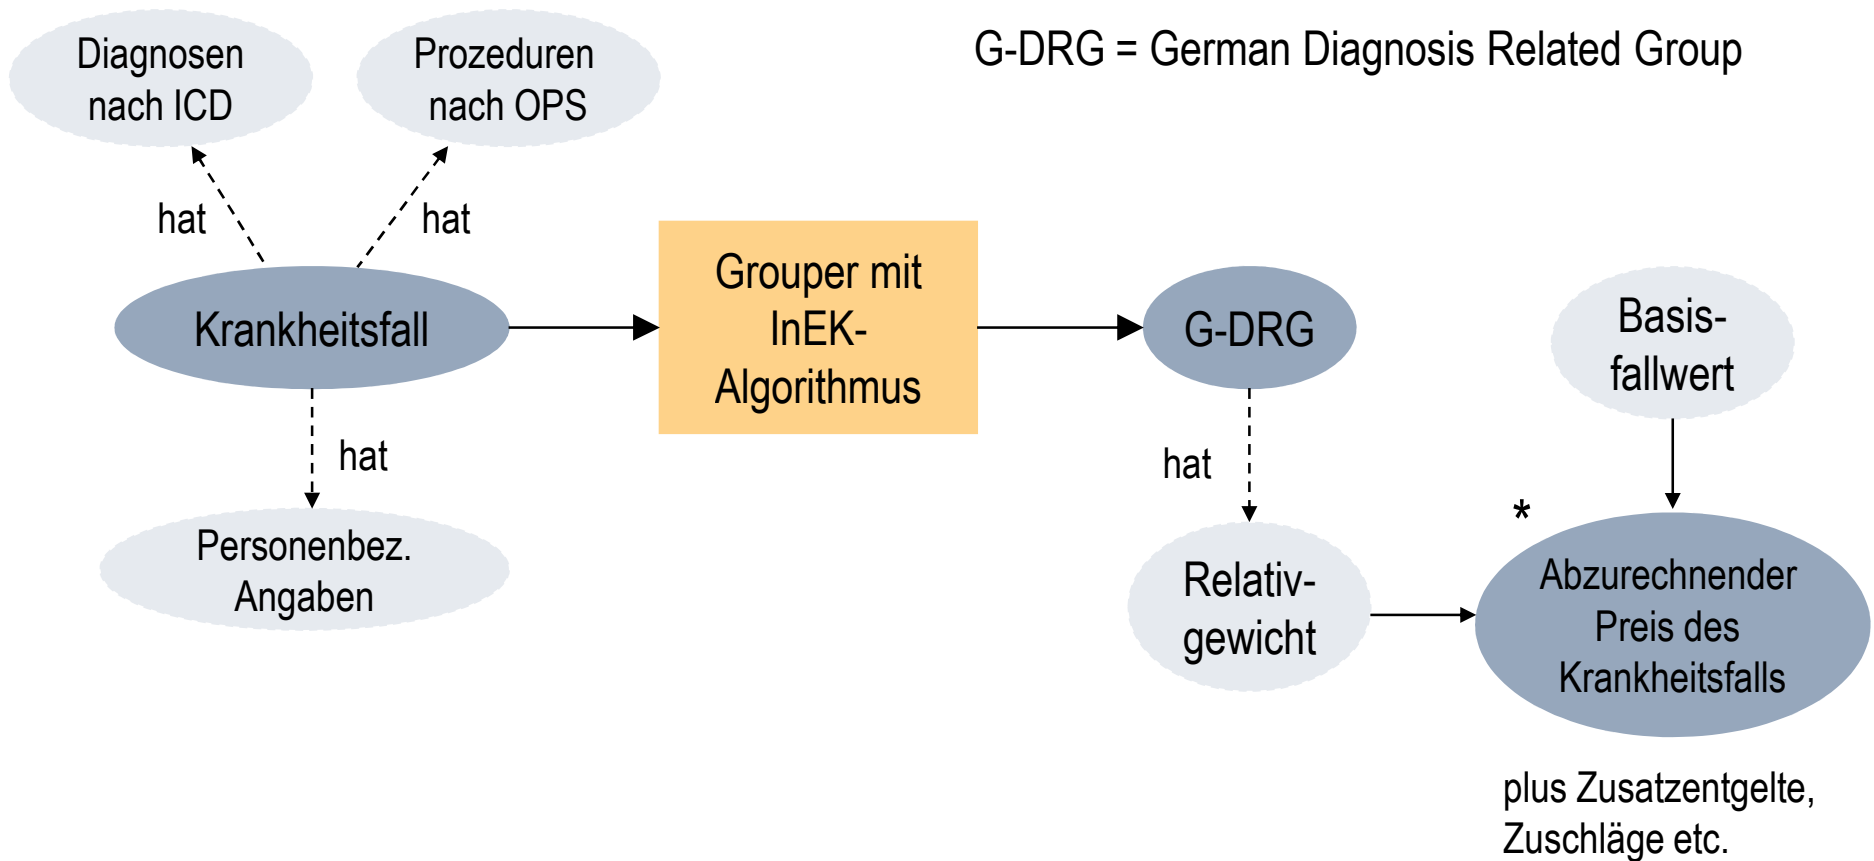 G-DRG = German Diagnosis Related Group
Diagnosen
nach ICD
Prozeduren
nach OPS
hat
hat
Krankheitsfall
Grouper mit
InEK-
Algorithmus
G-DRG
Basis-
fallwert
hat
hat
Personenbez.
Angaben
Relativ-
gewicht
*
Abzurechnender
Preis des
Krankheitsfalls
plus Zusatzentgelte,
Zuschläge etc.